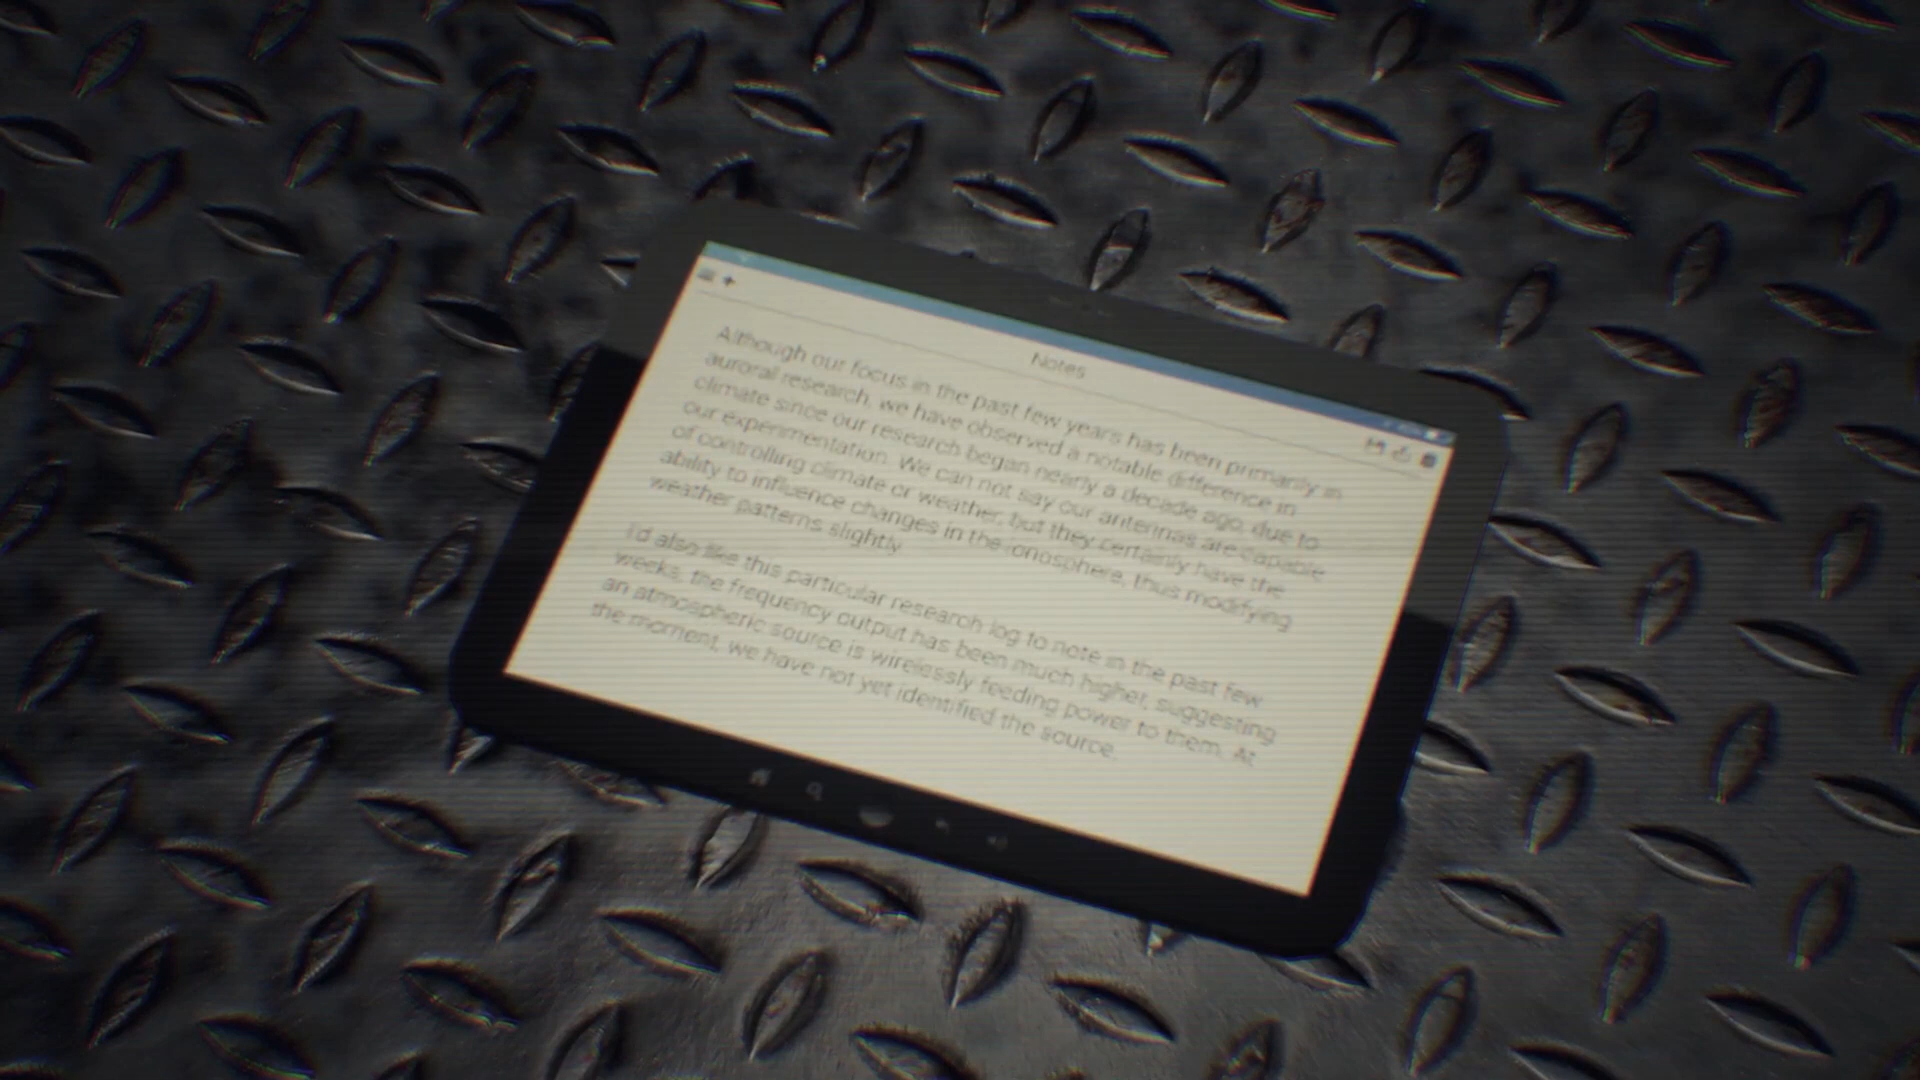 Notes
Although our focus in the past few years has been primarily in
auroral research, we have observed a notable difference in
climate since our research began nearly a decade ago, due to
our experimentation. We can not say our antennas are capable
of controlling climate or weather, but they certainly have the
ability to influence changes in the ionosphere, thus modifying
weather patterns slightly.
I'd also like this particular research log to note in the past few
weeks, the frequency output has been much higher, suggesting
an atmospheric source is wirelessly feeding power to them. At
the moment, we have not yet identified the source.